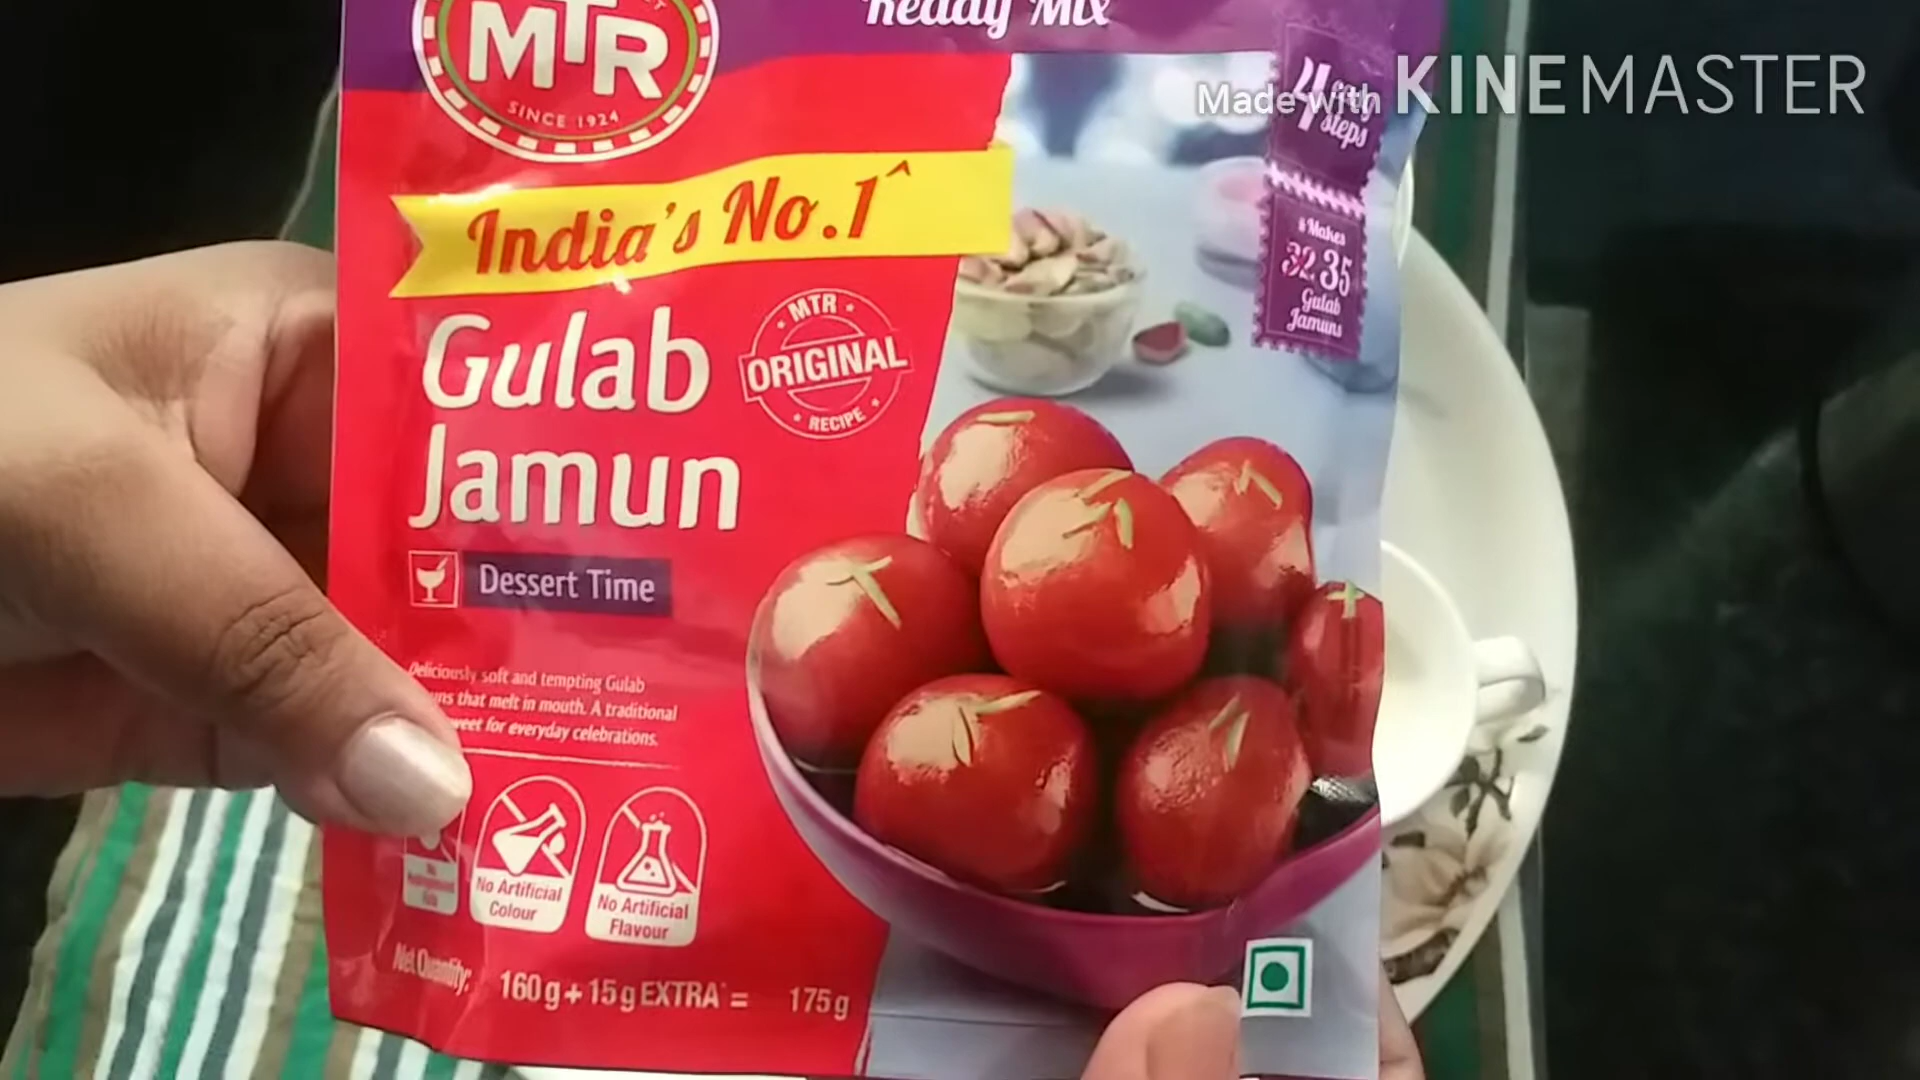 Ready Mix
MTR
SINCE 1924
Made with KINEMASTER
4 easy
steps
India's No.1^
Makes
32 35
Gulab
Jamuns
Gulab
Jamun
MTR
ORIGINAL
RECIPE
Dessert Time
Deliciously soft and tempting Gulab
that melt in mouth. A traditional
for everyday celebrations.
No
No Artificial
Colour
No Artificial
Flavour
Net Quantity: 160g + 15g EXTRA* = 175g